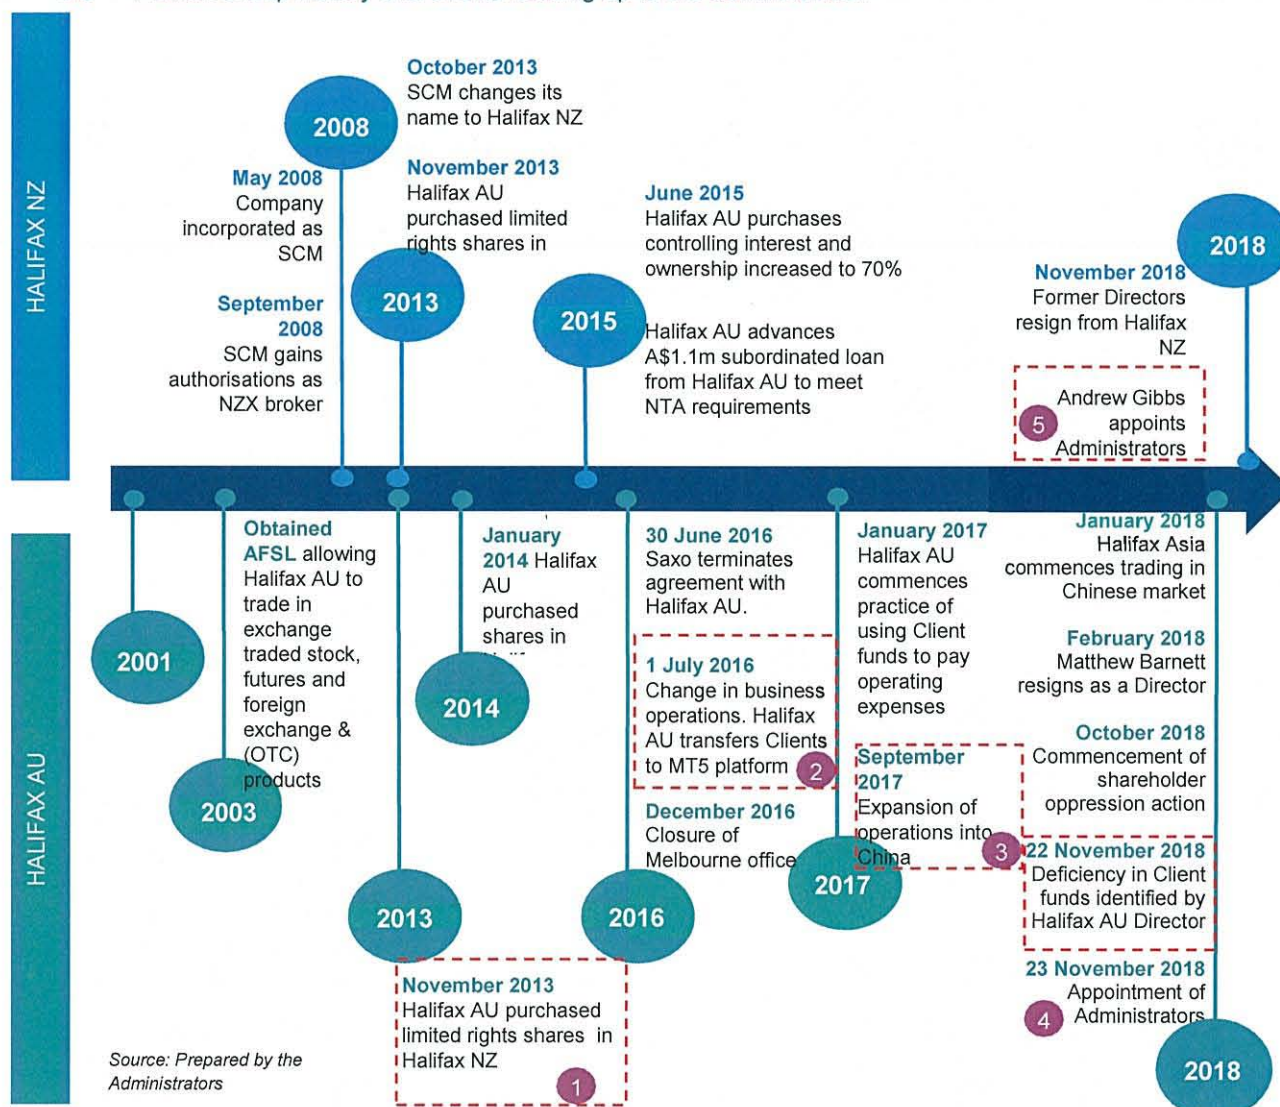 HALIFAX NZ
2008
May 2008
Company
incorporated as
SCM
September
2008
SCM gains
authorisations as
NZX broker
October 2013
SCM changes its
name to Halifax NZ
November 2013
Halifax AU
purchased limited
rights shares in
2013
2015
June 2015
Halifax AU purchases
controlling interest and
ownership increased to 70%
Halifax AU advances
A$1.1m subordinated loan
from Halifax AU to meet
NTA requirements
2018
November 2018
Former Directors
resign from Halifax
NZ
Andrew Gibbs
appoints
Administrators
5
HALIFAX AU
2001
2003
Obtained
AFSL allowing
Halifax AU to
trade in
exchange
traded stock,
futures and
foreign
exchange &
(OTC)
products
2013
November 2013
Halifax AU purchased
limited rights shares in
Halifax NZ
1
2014
January
2014 Halifax
AU
purchased
shares in
2016
30 June 2016
Saxo terminates
agreement with
Halifax AU.
1 July 2016
Change in business
operations. Halifax
AU transfers Clients
to MT5 platform
2
December 2016
Closure of
Melbourne office
2017
January 2017
Halifax AU
commences
practice of
using Client
funds to pay
operating
expenses
September
2017
Expansion of
operations into
China
3
January 2018
Halifax Asia
commences trading in
Chinese market
February 2018
Matthew Barnett
resigns as a Director
October 2018
Commencement of
shareholder
oppression action
22 November 2018
Deficiency in Client
funds identified by
Halifax AU Director
23 November 2018
Appointment of
Administrators
4
2018
Source: Prepared by the
Administrators